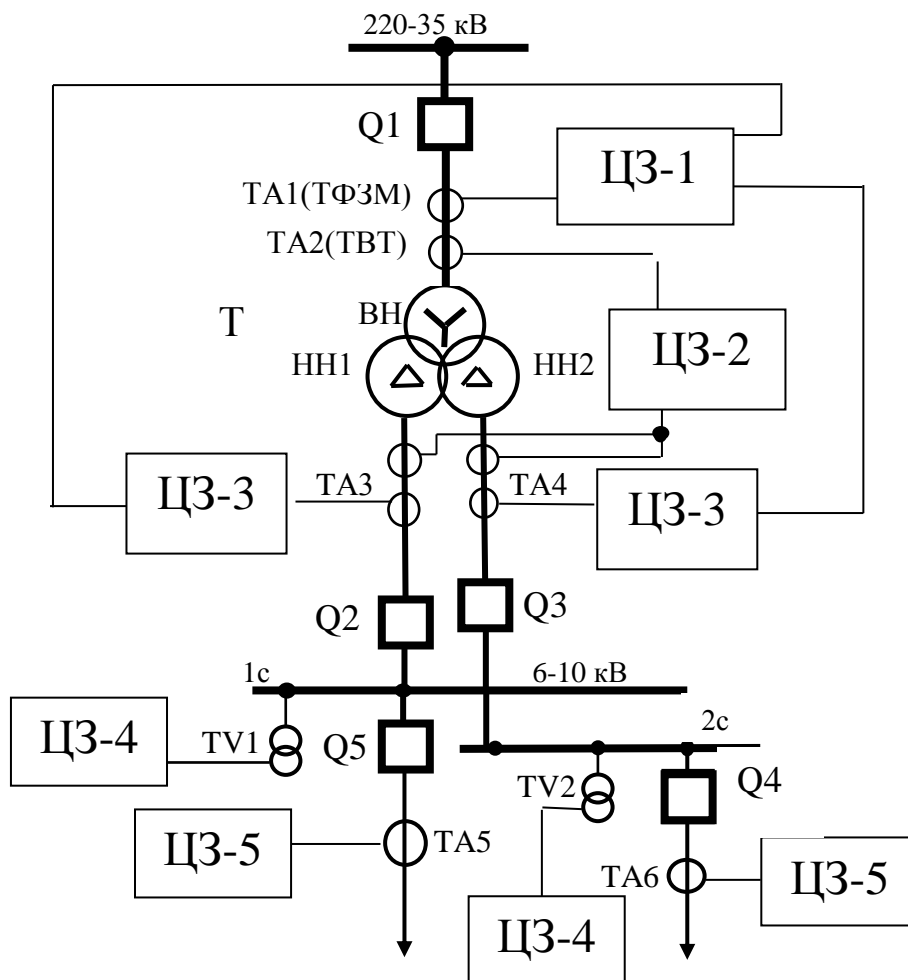 220-35 кВ
Q1
ЦЗ-1
ТА1(ТФЗМ)
ТА2(ТВТ)
Т
ВН
ЦЗ-2
НН1
НН2
ЦЗ-3
ТА3
ТА4
ЦЗ-3
Q2
Q3
1с
6-10 кВ
2с
ЦЗ-4
TV1
Q5
TV2
Q4
ЦЗ-5
ТА5
ТА6
ЦЗ-5
ЦЗ-4